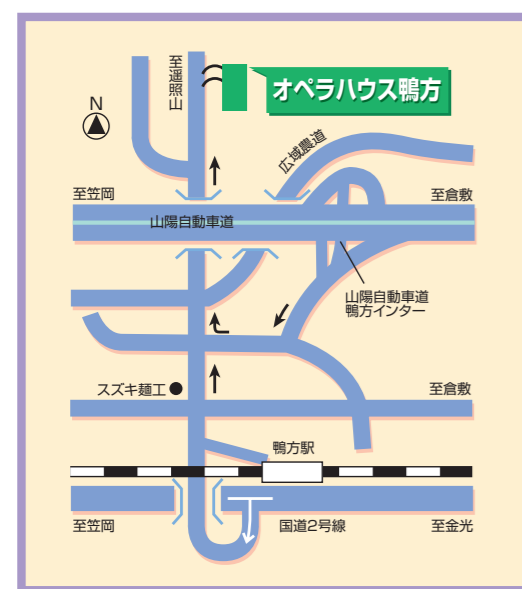 至遥照山
オペラハウス鴨方
N
広域農道
至笠岡
至倉敷
山陽自動車道
山陽自動車道
鴨方インター
スズキ麺工
至倉敷
鴨方駅
至笠岡
国道2号線
至金光